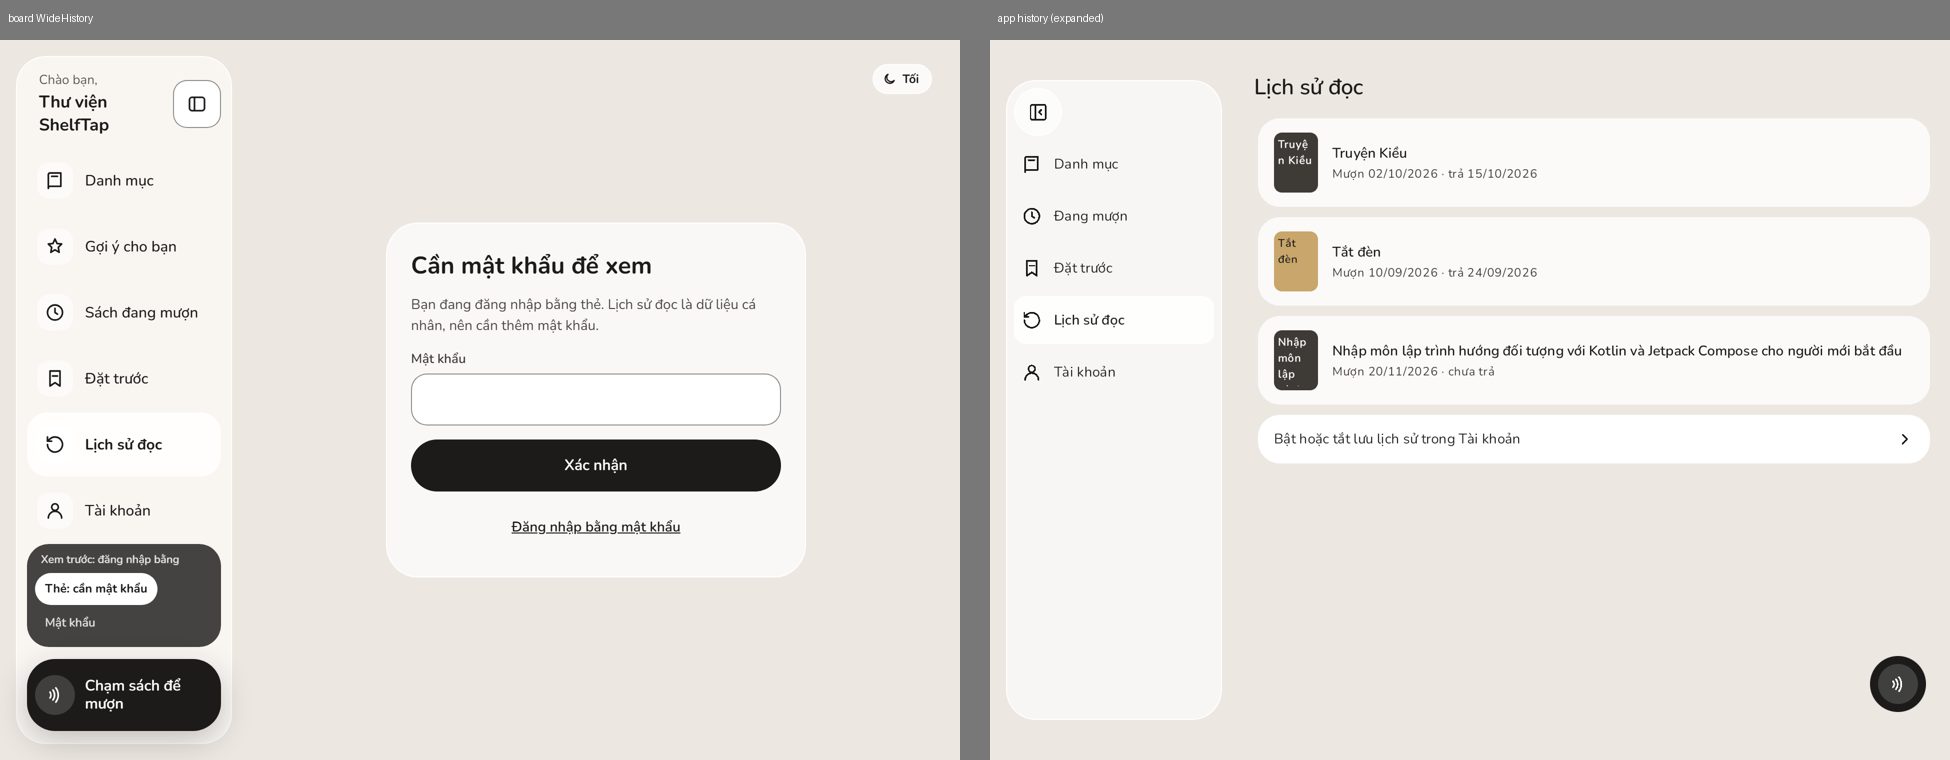 board WideHistory
Chào bạn,
Thư viện
ShelfTap
Danh mục
Gợi ý cho bạn
Sách đang mượn
Đặt trước
Lịch sử đọc
Tài khoản
Xem trước: đăng nhập bằng
Thẻ: cần mật khẩu
Mật khẩu
Chạm sách để
mượn
Tối
Cần mật khẩu để xem
Bạn đang đăng nhập bằng thẻ. Lịch sử đọc là dữ liệu cá
nhân, nên cần thêm mật khẩu.
Mật khẩu
Xác nhận
Đăng nhập bằng mật khẩu
app history (expanded)
Danh mục
Đang mượn
Đặt trước
Lịch sử đọc
Tài khoản
Lịch sử đọc
Truyệ
n Kiều
Truyện Kiều
Mượn 02/10/2026 · trả 15/10/2026
Tắt
đèn
Tắt đèn
Mượn 10/09/2026 · trả 24/09/2026
Nhập
môn
lập
Nhập môn lập trình hướng đối tượng với Kotlin và Jetpack Compose cho người mới bắt đầu
Mượn 20/11/2026 · chưa trả
Bật hoặc tắt lưu lịch sử trong Tài khoản